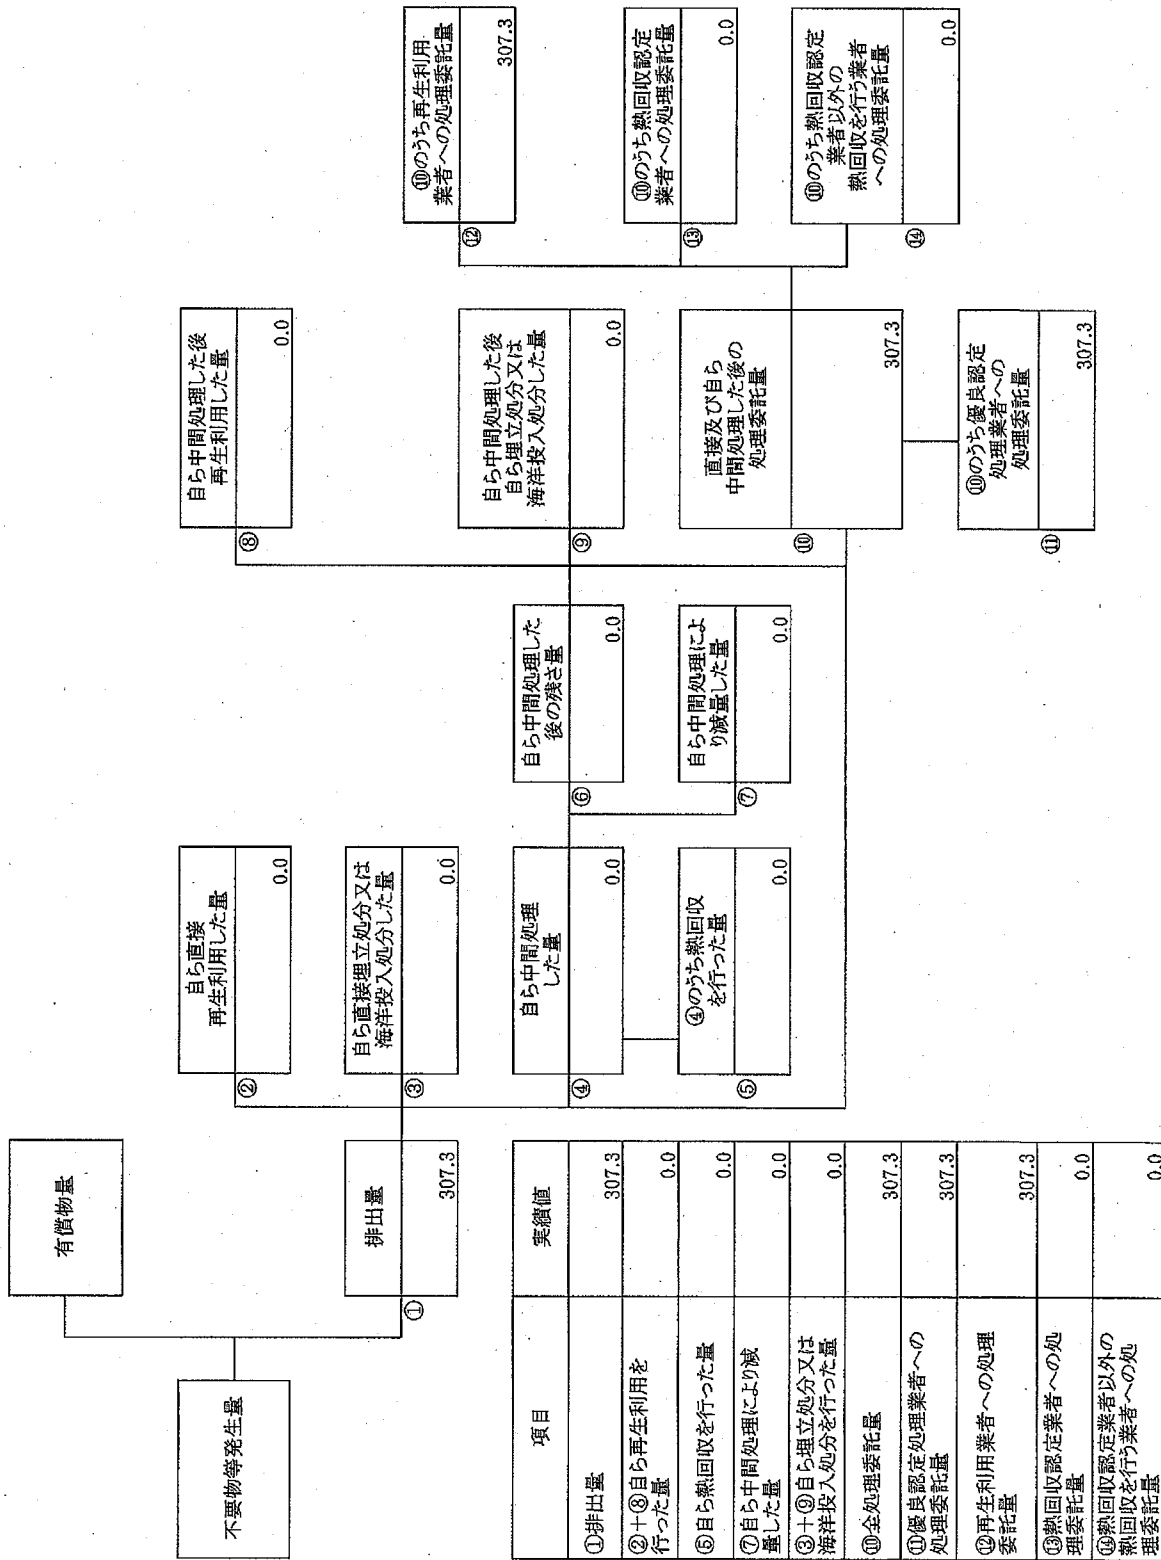 不要物等発生量
有償物量
①
排出量
307.3
②
自ら直接
再生利用した量
0.0
③
自ら直接埋立処分又は
海洋投入処分した量
0.0
④
自ら中間処理
した量
0.0
⑤
④のうち熱回収
を行った量
0.0
⑥
自ら中間処理した
後の残さ量
0.0
⑦
自ら中間処理によ
り減量した量
0.0
⑧
自ら中間処理した後
再生利用した量
0.0
⑨
自ら中間処理した後
自ら埋立処分又は
海洋投入処分した量
0.0
⑩
直接及び自ら
中間処理した後の
処理委託量
307.3
⑪
⑩のうち優良認定
処理業者への
処理委託量
307.3
⑫
⑩のうち再生利用
業者への処理委託量
307.3
⑬
⑩のうち熱回収認定
業者への処理委託量
0.0
⑭
⑩のうち熱回収認定
業者以外の
熱回収を行う業者
への処理委託量
0.0
項目
実績値
①排出量
307.3
②+⑧自ら再生利用を
行った量
0.0
⑤自ら熱回収を行った量
0.0
⑦自ら中間処理により減
量した量
0.0
③+⑨自ら埋立処分又は
海洋投入処分を行った量
0.0
⑩全処理委託量
307.3
⑪優良認定処理業者への
処理委託量
307.3
⑫再生利用業者への処理
委託量
307.3
⑬熱回収認定業者への処
理委託量
0.0
⑭熱回収認定業者以外の
熱回収を行う業者への処
理委託量
0.0